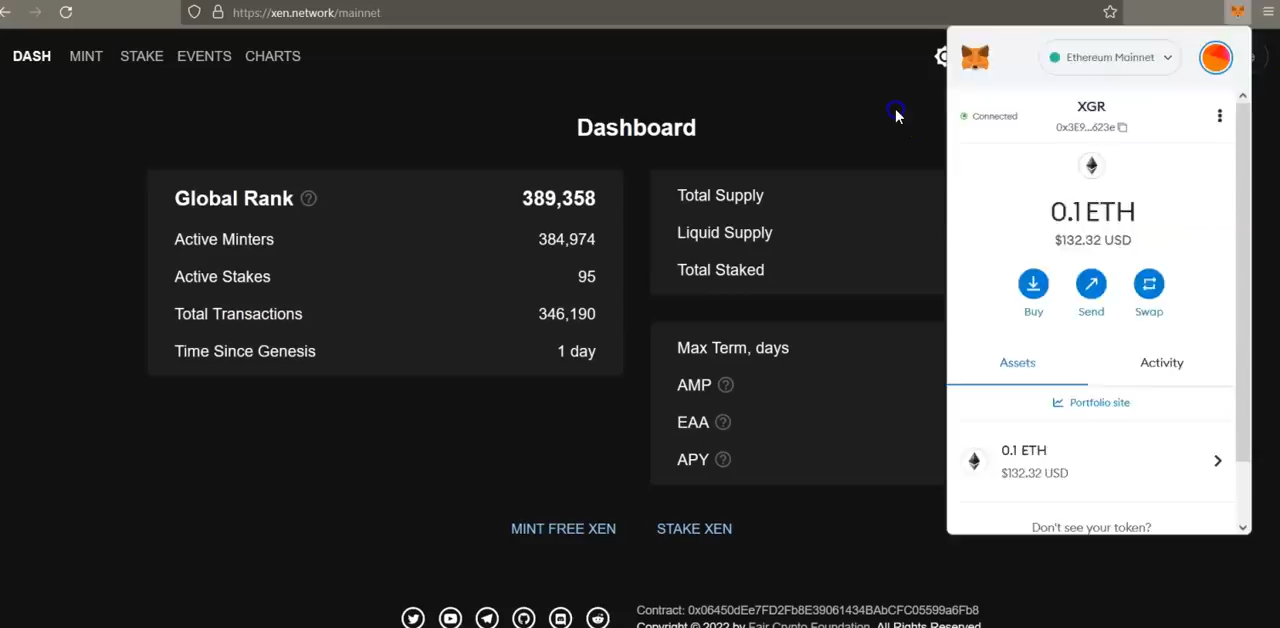 https://xen.network/mainnet
DASH MINT STAKE EVENTS CHARTS
Ethereum Mainnet
Connected
XGR
0x3E9...623e
Dashboard
Global Rank 389,358
Active Minters 384,974
Active Stakes 95
Total Transactions 346,190
Time Since Genesis 1 day
Total Supply
Liquid Supply
Total Staked
Max Term, days
AMP
EAA
APY
MINT FREE XEN STAKE XEN
0.1 ETH
$132.32 USD
Buy Send Swap
Assets Activity
Portfolio site
0.1 ETH
$132.32 USD
Don't see your token?
Contract: 0x06450dEe7FD2Fb8E39061434BAbCFC05599a6Fb8
Copyright © 2022 by Fair Crypto Foundation. All Rights Reserved